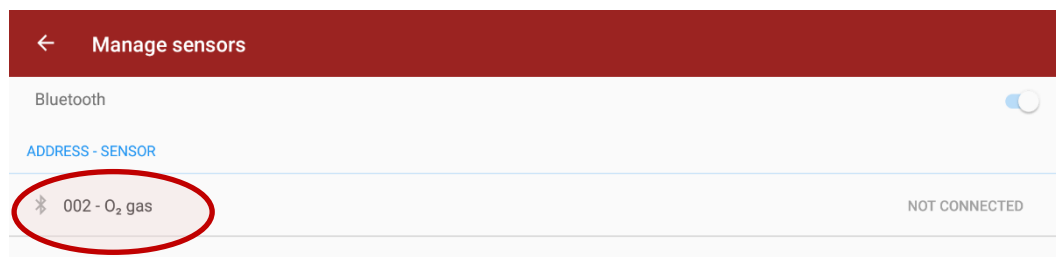 Manage sensors
Bluetooth
ADDRESS - SENSOR
002 - O₂ gas NOT CONNECTED